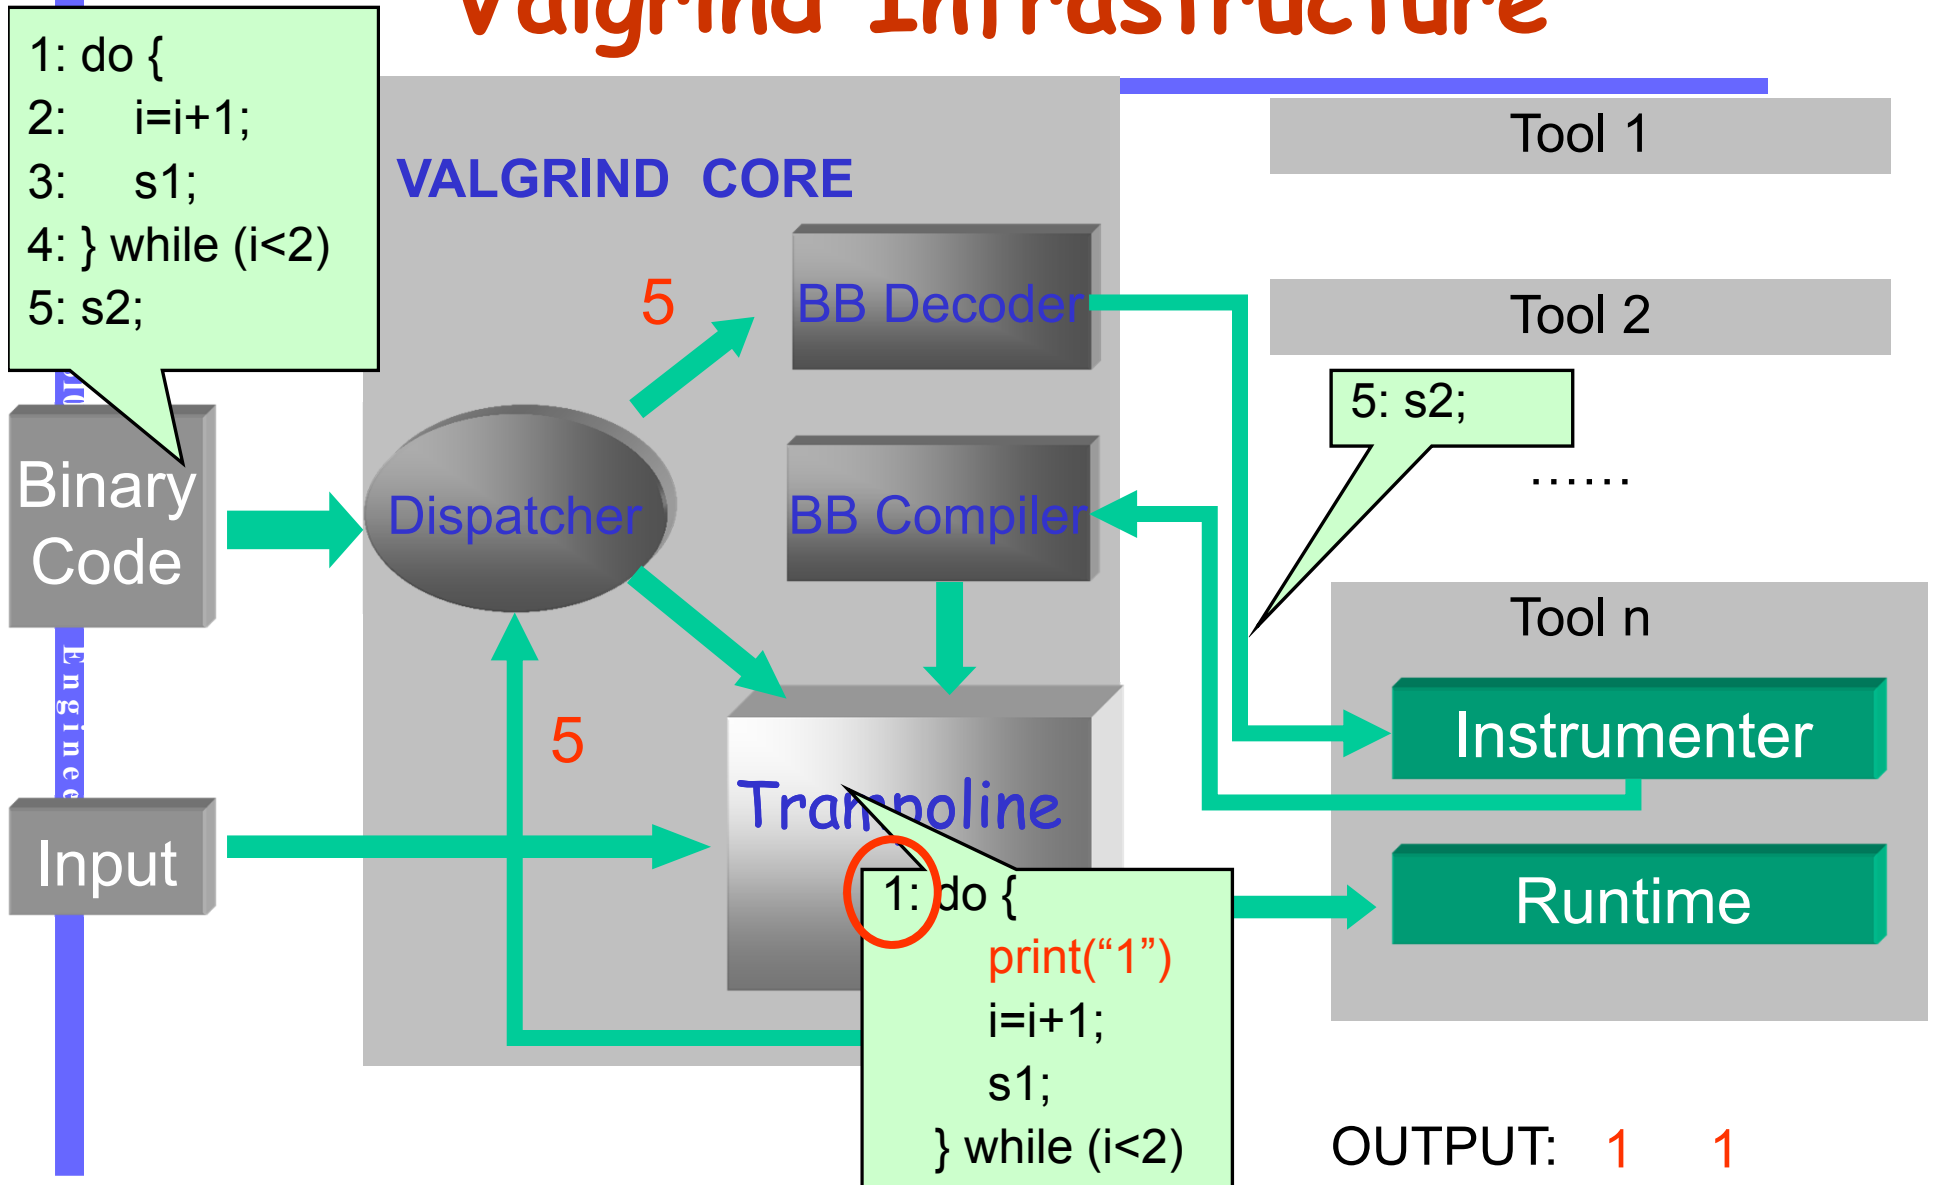 Valgrind Infrastructure
1: do {
2: i=i+1;
3: s1;
4: } while (i<2)
5: s2;
VALGRIND CORE
Tool 1
5
BB Decoder
Tool 2
5: s2;
......
Binary
Code
Dispatcher
BB Compiler
Tool n
Enginee
5
Instrumenter
Trampoline
Input
1: do {
print(“1”)
i=i+1;
s1;
} while (i<2)
Runtime
OUTPUT: 1 1